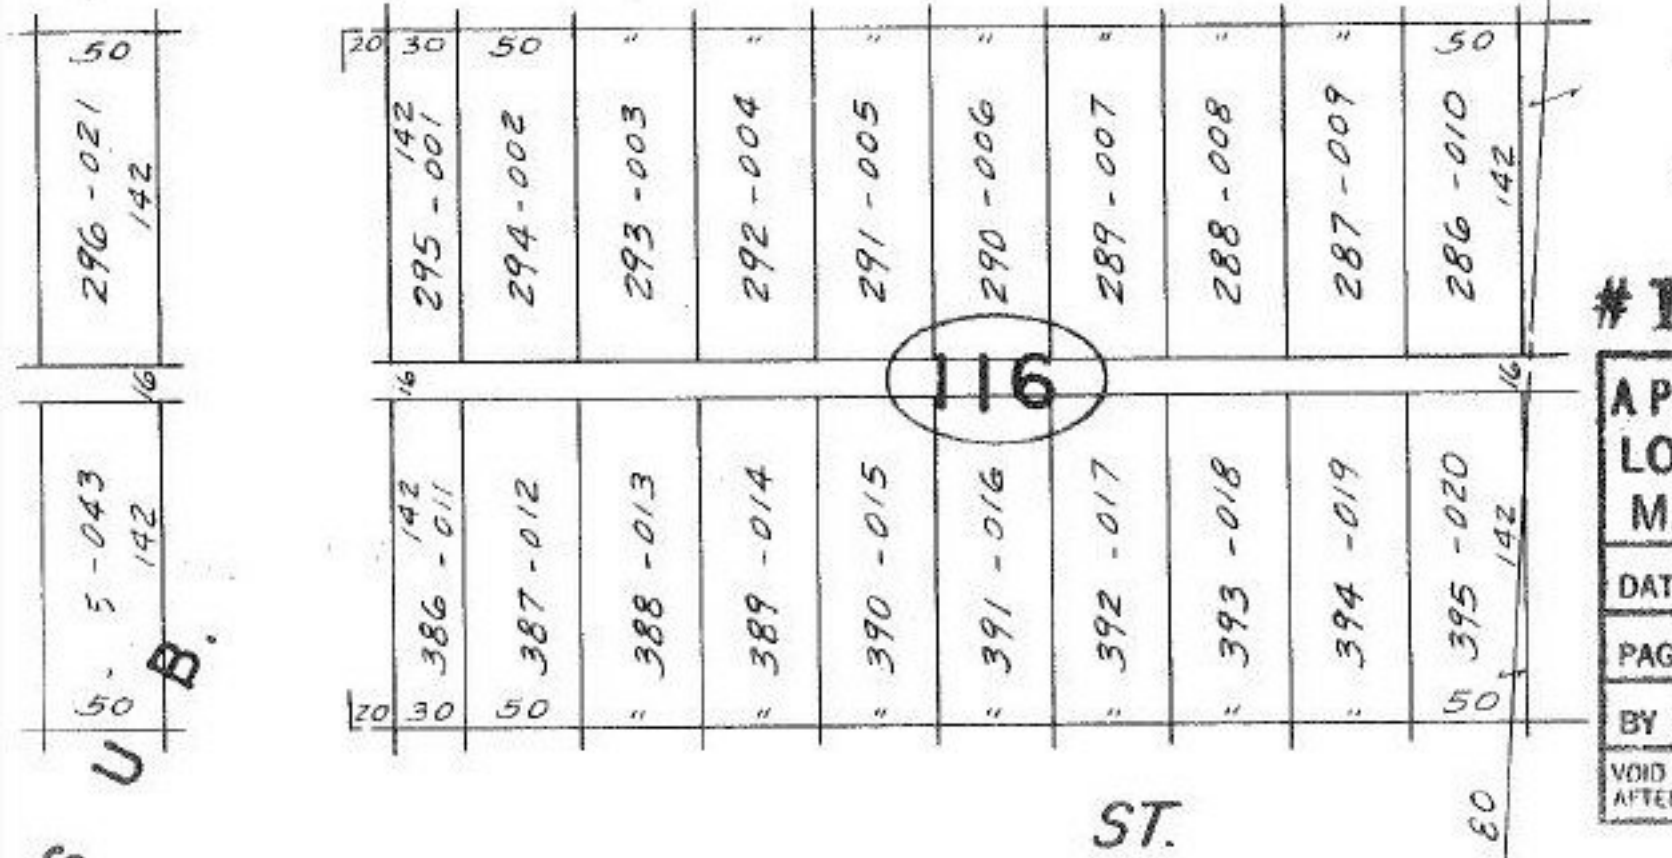 50 20 30 50 " " " " " " " 50
296-021 142
142 295-001
294-002
293-003
292-004
291-005
290-006
289-007
288-008
287-009
286-010 142
#1
16 16 116 16
5-043 142
142 386-011
387-012
388-013
389-014
390-015
391-016
392-017
393-018
394-019
395-020 142
50 20 30 50 " " " " " " " 50
UB.
ST.
A P
LO
M
DAT
PAG
BY
VOID
AFTE